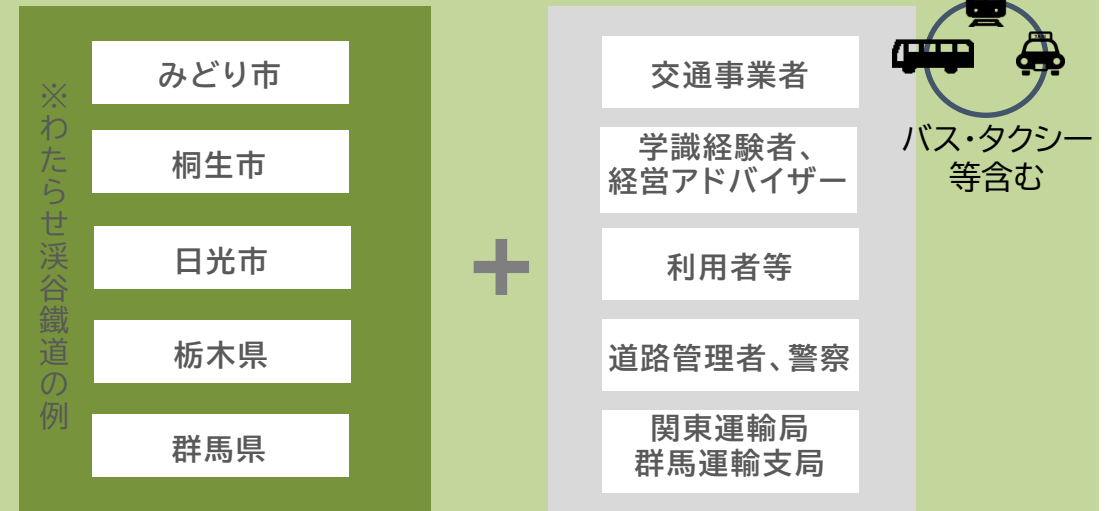 ※わたらせ渓谷鐵道の例
みどり市
桐生市
日光市
栃木県
群馬県
+
交通事業者
学識経験者、
経営アドバイザー
利用者等
道路管理者、警察
関東運輸局
群馬運輸支局
バス・タクシー
等含む